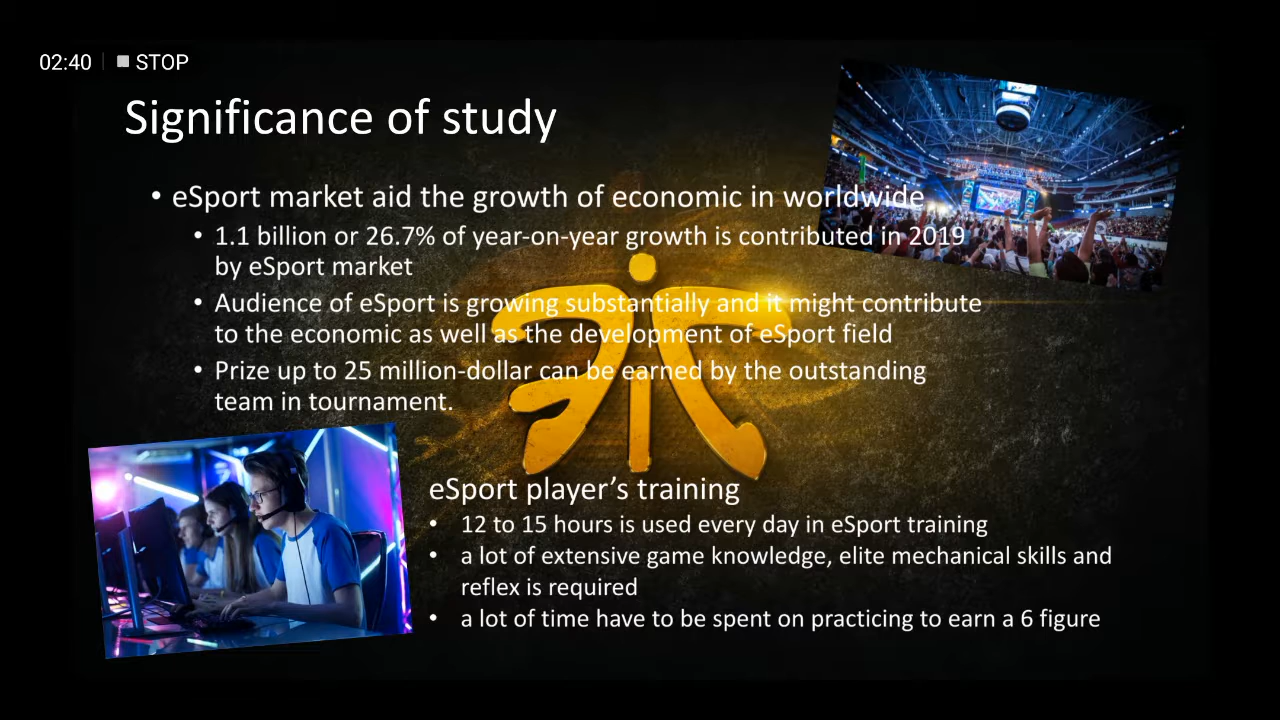 02:40 STOP
Significance of study
• eSport market aid the growth of economic in worldwide
• 1.1 billion or 26.7% of year-on-year growth is contributed in 2019
by eSport market
• Audience of eSport is growing substantially and it might contribute
to the economic as well as the development of eSport field
• Prize up to 25 million-dollar can be earned by the outstanding
team in tournament.
eSport player’s training
• 12 to 15 hours is used every day in eSport training
• a lot of extensive game knowledge, elite mechanical skills and
reflex is required
• a lot of time have to be spent on practicing to earn a 6 figure